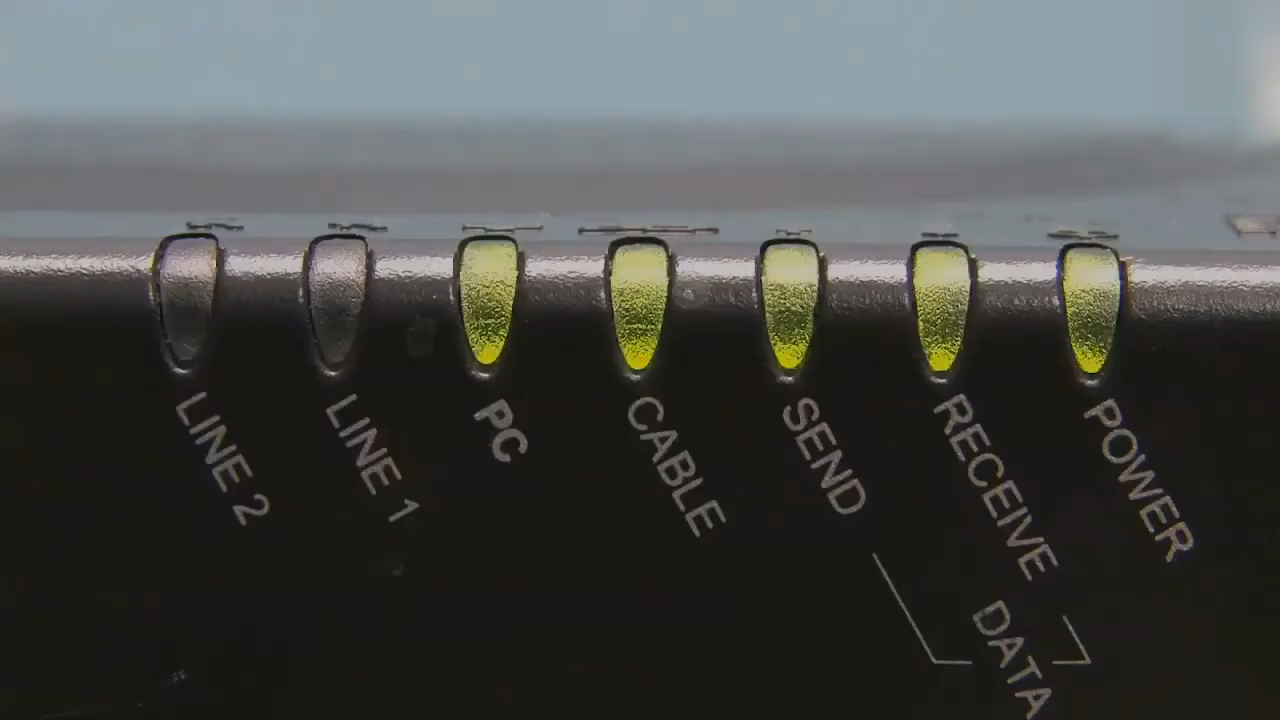 LINE 2
LINE 1
PC
CABLE
SEND
RECEIVE
POWER
DATA